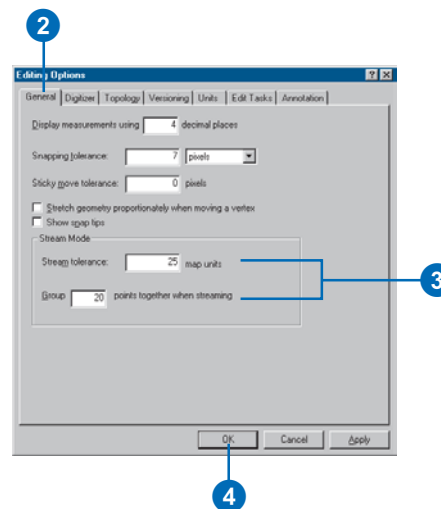 2
Editing Options
General Digitizer Topology Versioning Units Edit Tasks Annotation
Display measurements using 4 decimal places
Snapping tolerance: 7 pixels
Sticky move tolerance: 0 pixels
Stretch geometry proportionately when moving a vertex
Show snap tips
Stream Mode
Stream tolerance: 25 map units
3
Group 20 points together when streaming
OK Cancel Apply
4